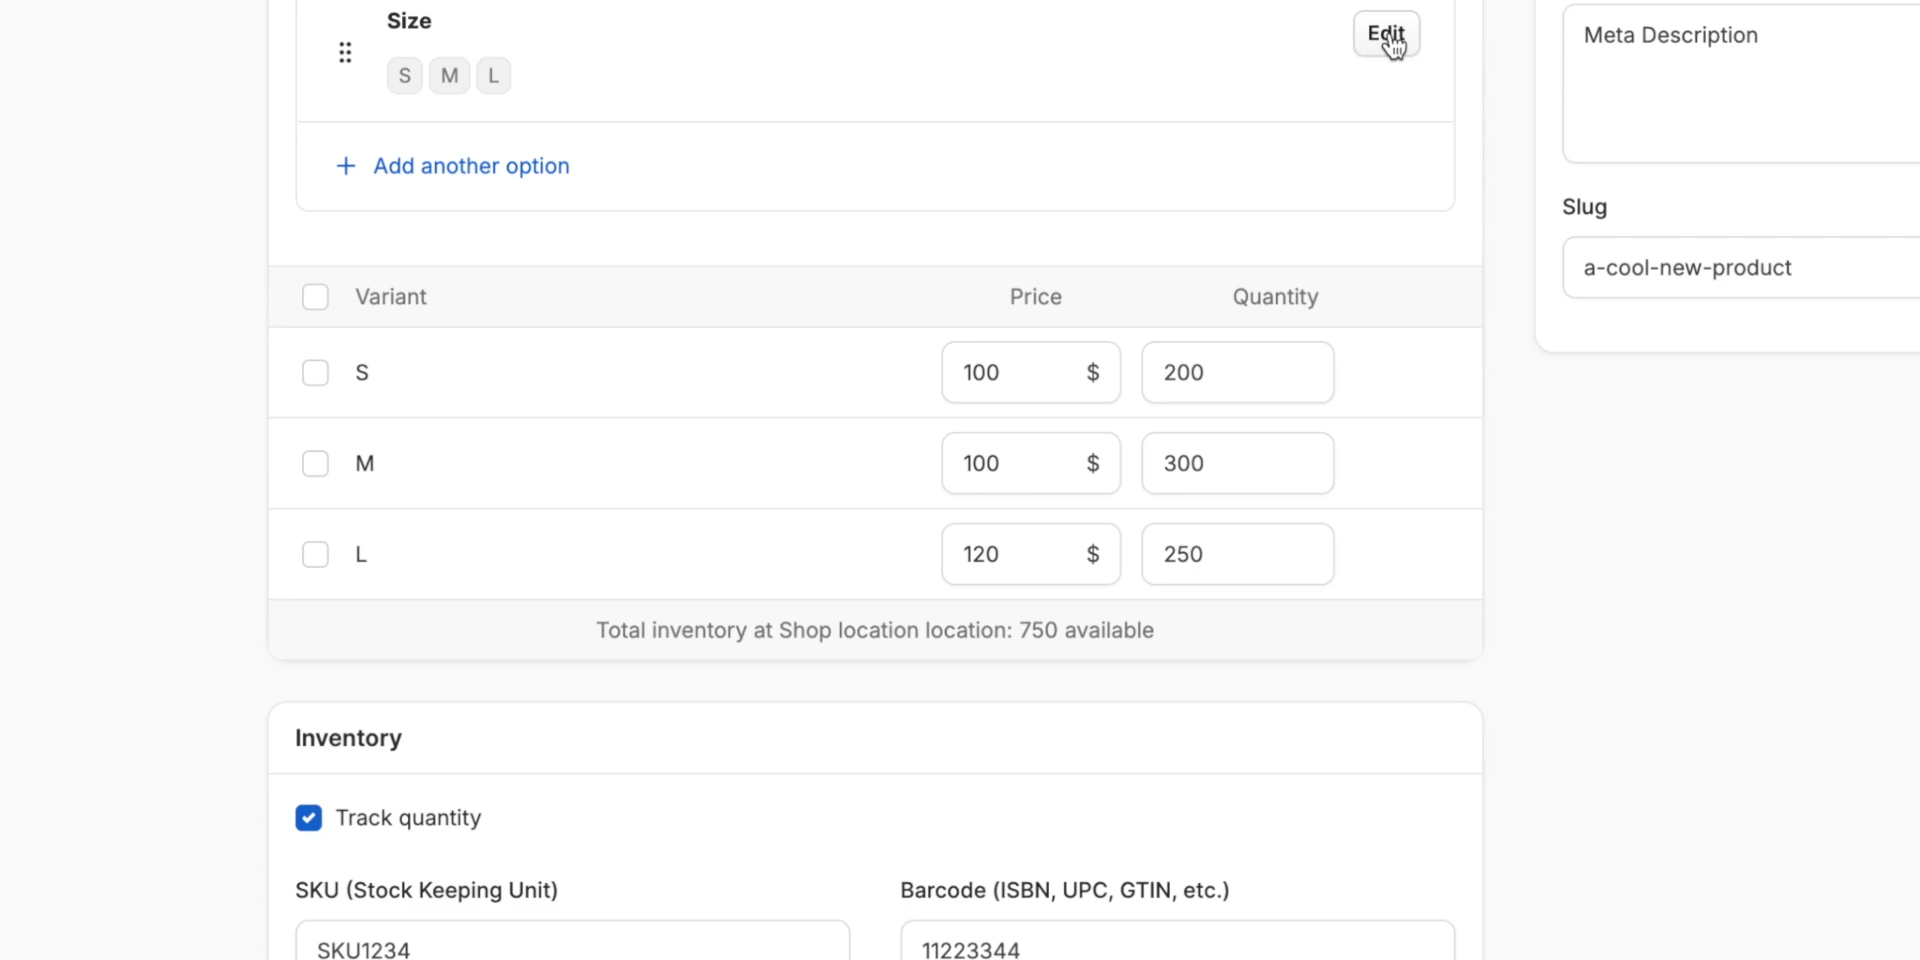 Size
Edit
S M L
+ Add another option
Variant Price Quantity
S 100 $ 200
M 100 $ 300
L 120 $ 250
Total inventory at Shop location location: 750 available
Inventory
Track quantity
SKU (Stock Keeping Unit) Barcode (ISBN, UPC, GTIN, etc.)
SKU1234 11223344
Meta Description
Slug
a-cool-new-product